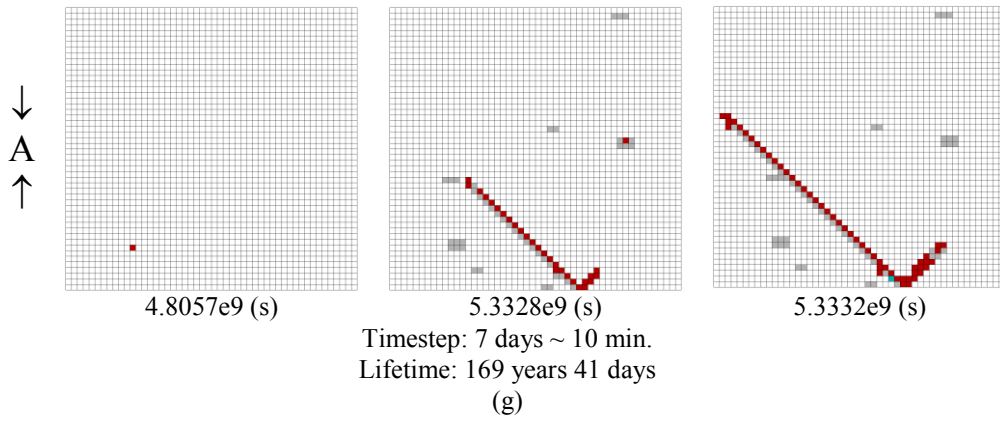 ↓
A
↑
4.8057e9 (s) 5.3328e9 (s) 5.3332e9 (s)
Timestep: 7 days ~ 10 min.
Lifetime: 169 years 41 days
(g)